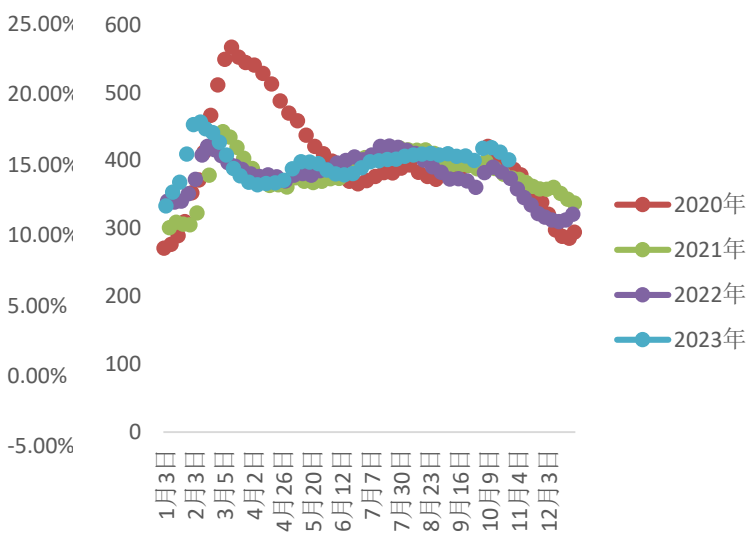 25.00%
20.00%
15.00%
10.00%
5.00%
0.00%
-5.00%
600
500
400
300
200
100
0
1月3日
2月3日
3月5日
4月2日
4月26日
5月20日
6月12日
7月7日
7月30日
8月23日
9月16日
10月9日
11月4日
12月3日
2020年
2021年
2022年
2023年